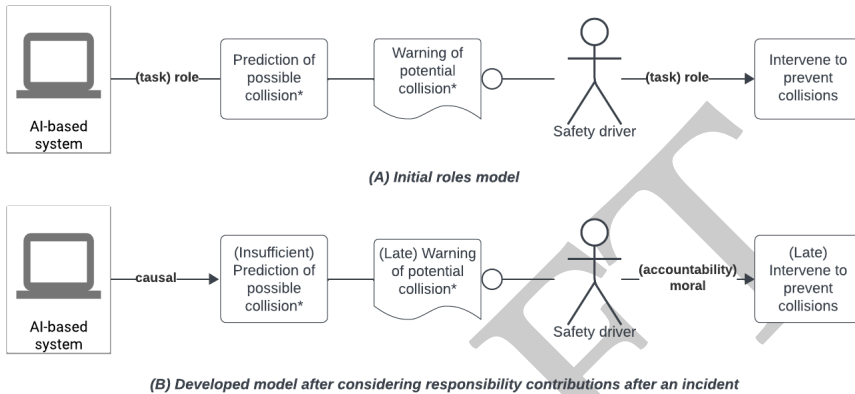 AI-based
system
(task) role
Prediction of
possible
collision*
Warning of
potential
collision*
Safety driver
(task) role
Intervene to
prevent
collisions
(A) Initial roles model
AI-based
system
causal
(Insufficient)
Prediction of
possible
collision*
(Late) Warning
of potential
collision*
Safety driver
(accountability)
moral
(Late)
Intervene to
prevent
collisions
(B) Developed model after considering responsibility contributions after an incident